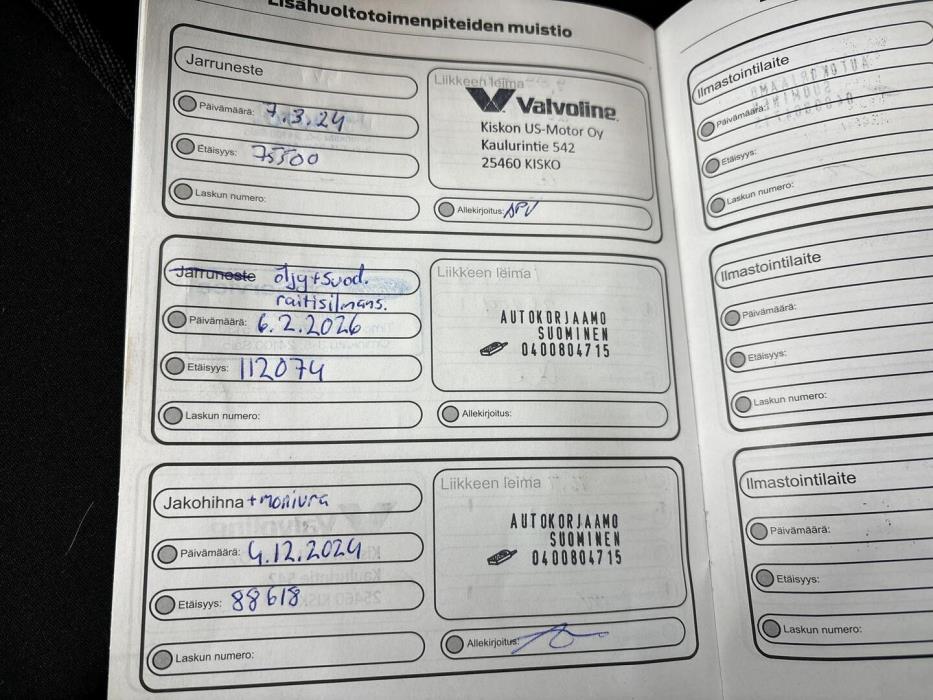 Lisähuoltotoimenpiteiden muistio
Jarruneste
Päivämäärä: 7.3.24
Etäisyys: 75500
Laskun numero:
Liikkeen leima
Valvoline
Kiskon US-Motor Oy
Kaulurintie 542
25460 KISKO
Allekirjoitus:
Jarruneste öljy+suod.
raitisilmans.
Päivämäärä: 6.2.2026
Etäisyys: 112074
Laskun numero:
Liikkeen leima
AUTOKORJAAMO
SUOMINEN
0400804715
Allekirjoitus:
Jakohihna + moniura
Päivämäärä: 4.12.2024
Etäisyys: 88618
Laskun numero:
Liikkeen leima
AUTOKORJAAMO
SUOMINEN
0400804715
Allekirjoitus:
Ilmastointilaite
Päivämäärä:
Etäisyys:
Laskun numero:
Ilmastointilaite
Päivämäärä:
Etäisyys:
Laskun numero:
Ilmastointilaite
Päivämäärä:
Etäisyys:
Laskun numero: